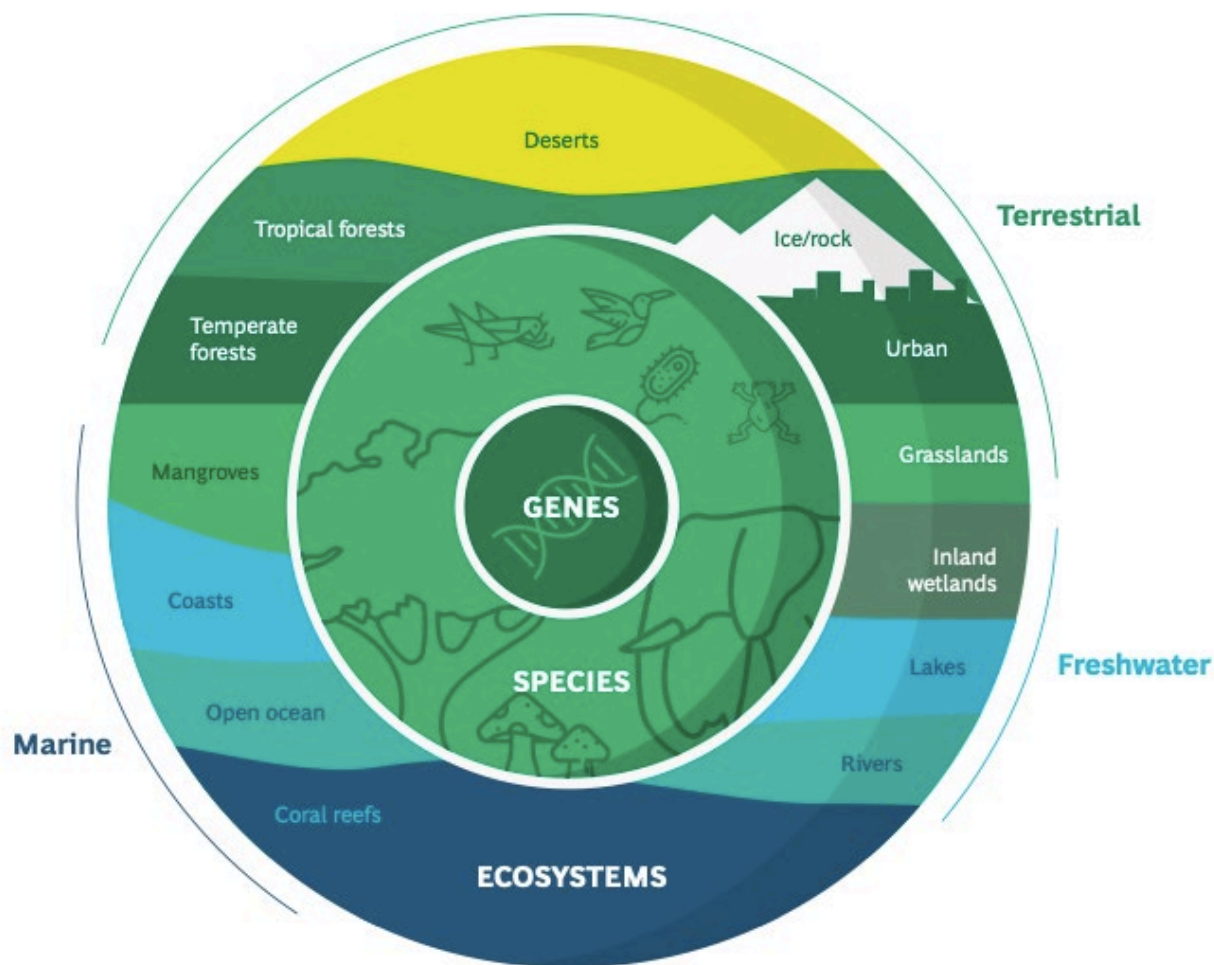 Deserts
Tropical forests
Terrestrial
Ice/rock
Temperate
forests
Urban
Grasslands
Mangroves
GENES
Inland
wetlands
Coasts
Lakes
Freshwater
SPECIES
Open ocean
Marine
Rivers
Coral reefs
ECOSYSTEMS